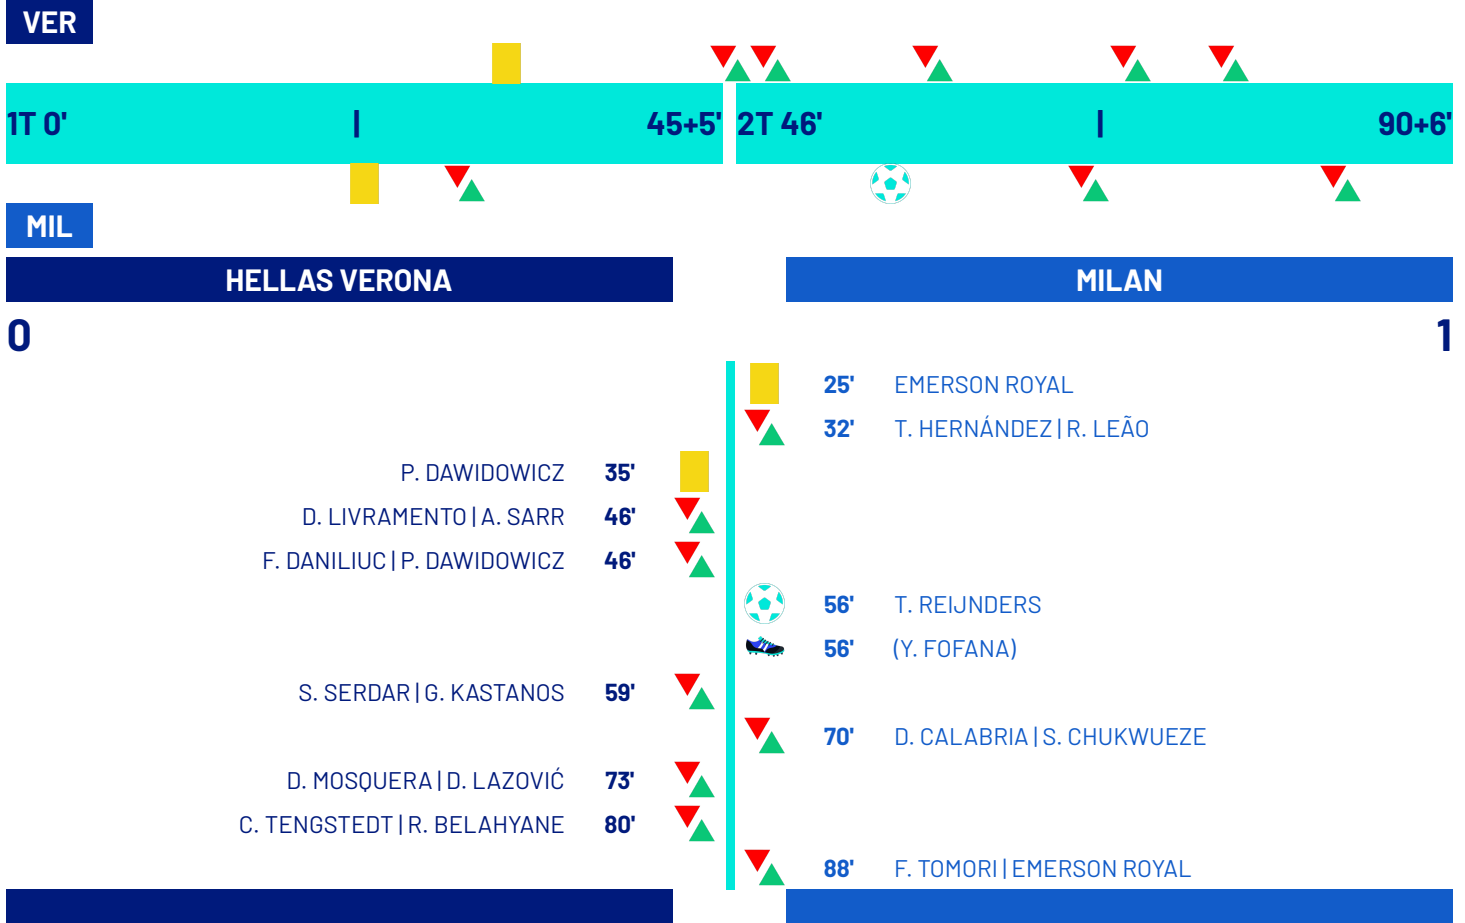 VER
1T 0' | 45+5' 2T 46' | 90+6'
MIL
HELLAS VERONA MILAN
0 1
25' EMERSON ROYAL
32' T. HERNÁNDEZ | R. LEÃO
P. DAWIDOWICZ 35'
D. LIVRAMENTO | A. SARR 46'
F. DANILIUC | P. DAWIDOWICZ 46'
56' T. REIJNDERS
56' (Y. FOFANA)
S. SERDAR | G. KASTANOS 59'
70' D. CALABRIA | S. CHUKWUEZE
D. MOSQUERA | D. LAZOVIĆ 73'
C. TENGSTEDT | R. BELAHYANE 80'
88' F. TOMORI | EMERSON ROYAL